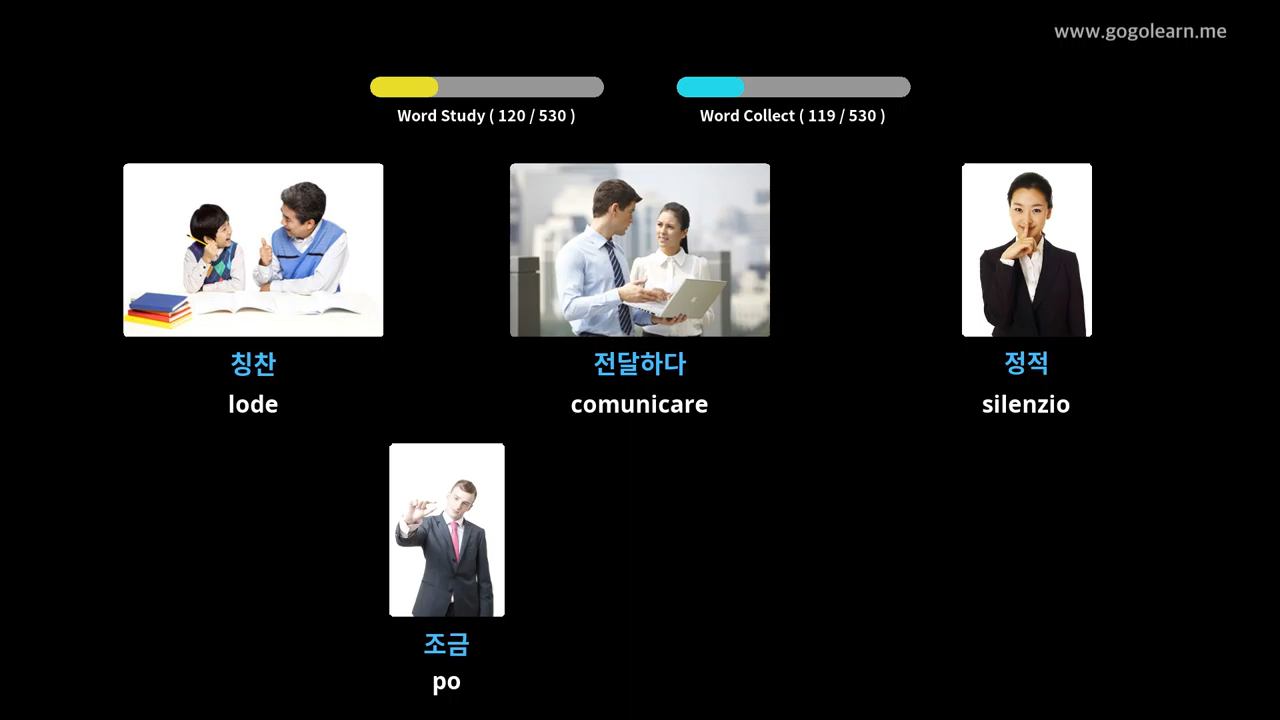 www.gogolearn.me
Word Study ( 120 / 530 )
Word Collect ( 119 / 530 )
칭찬
lode
전달하다
comunicare
정적
silenzio
조금
po